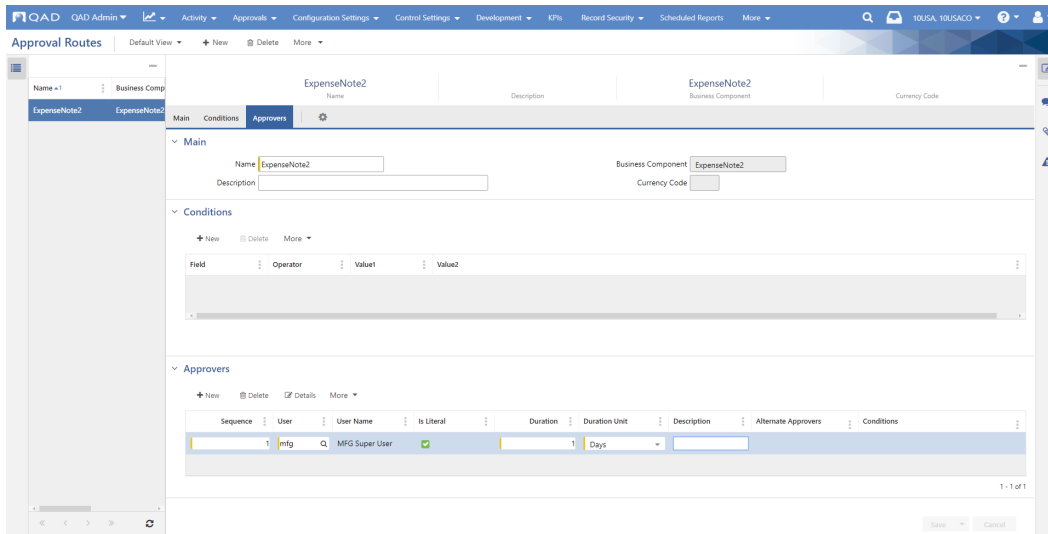 QAD QAD Admin Activity Approvals Configuration Settings Control Settings Development KPIs Record Security Scheduled Reports More 10USA, 10USACO
Approval Routes Default View + New Delete More
Name 1 Business Comp
ExpenseNote2 ExpenseNote2
ExpenseNote2 ExpenseNote2
Name Description Business Component Currency Code
Main Conditions Approvers
Main
Name ExpenseNote2 Business Component ExpenseNote2
Description Currency Code
Conditions
+ New Delete More
Field Operator Value1 Value2
Approvers
+ New Delete Details More
Sequence User User Name Is Literal Duration Duration Unit Description Alternate Approvers Conditions
1 mfg MFG Super User 1 Days
1 - 1 of 1
Save Cancel